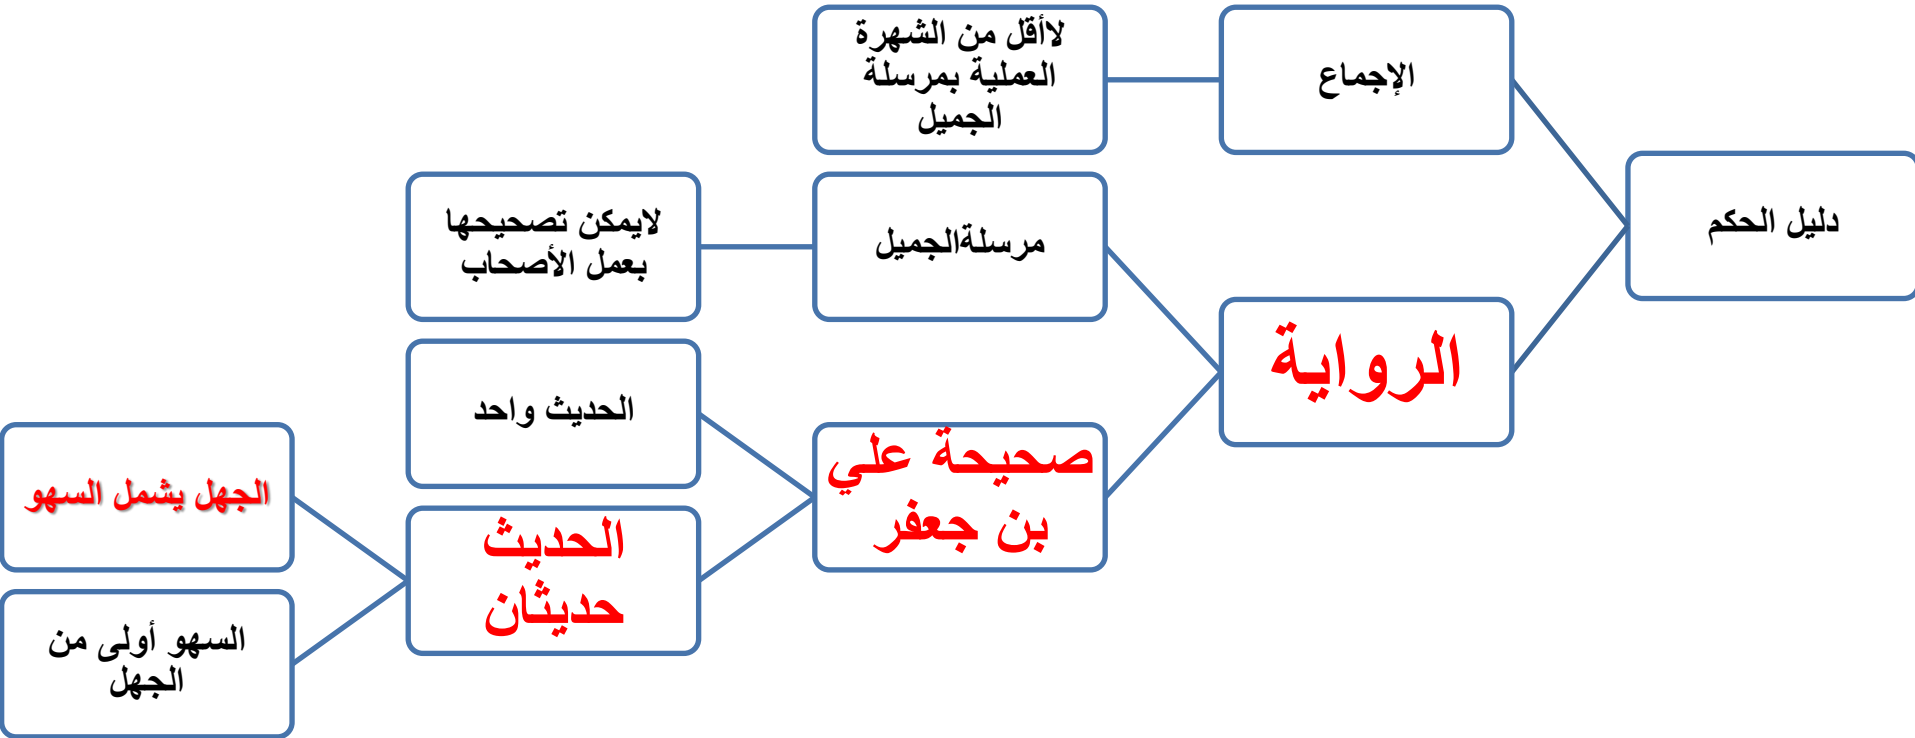 دليل الحكم
الإجماع
لاأقل من الشهرة
العملية بمرسلة
الجميل
الرواية
مرسلةالجميل
لايمكن تصحيحها
بعمل الأصحاب
صحيحة علي
بن جعفر
الحديث واحد
الحديث
حديثان
الجهل يشمل السهو
السهو أولى من
الجهل